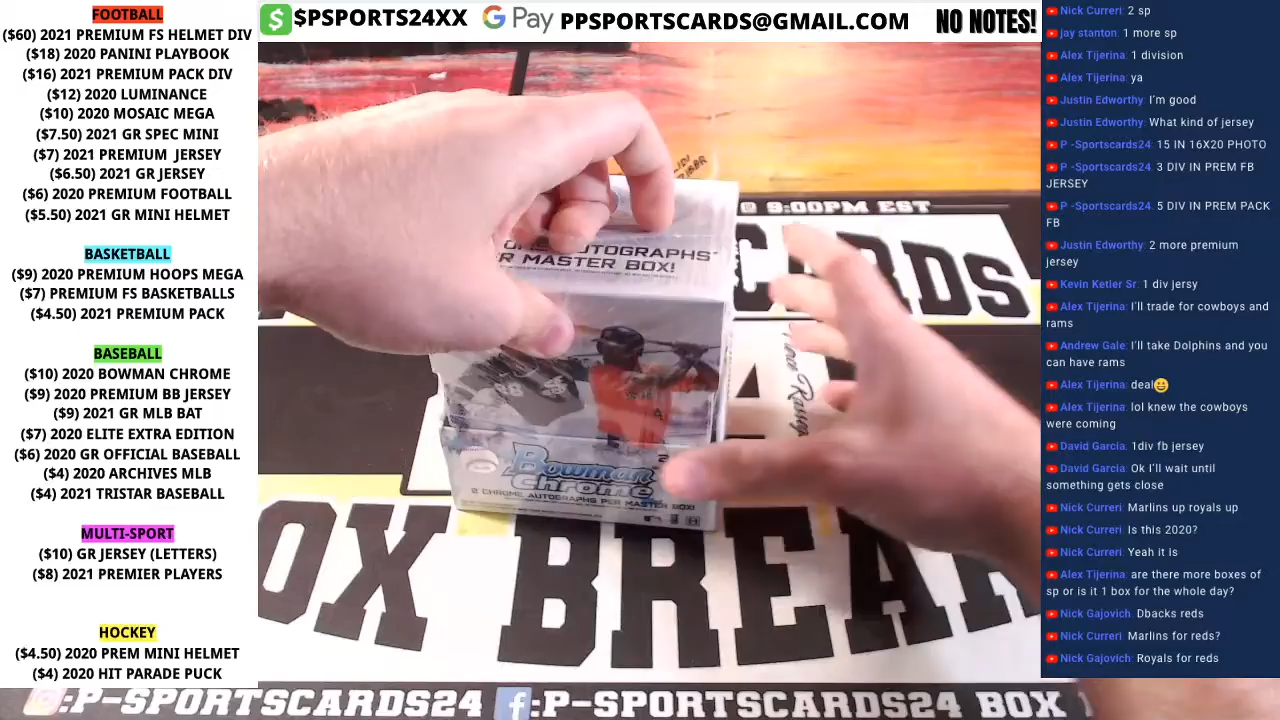 FOOTBALL
($60) 2021 PREMIUM FS HELMET DIV
($18) 2020 PANINI PLAYBOOK
($16) 2021 PREMIUM PACK DIV
($12) 2020 LUMINANCE
($10) 2020 MOSAIC MEGA
($7.50) 2021 GR SPEC MINI
($7) 2021 PREMIUM JERSEY
($6.50) 2021 GR JERSEY
($6) 2020 PREMIUM FOOTBALL
($5.50) 2021 GR MINI HELMET
BASKETBALL
($9) 2020 PREMIUM HOOPS MEGA
($7) PREMIUM FS BASKETBALLS
($4.50) 2021 PREMIUM PACK
BASEBALL
($10) 2020 BOWMAN CHROME
($9) 2020 PREMIUM BB JERSEY
($9) 2021 GR MLB BAT
($7) 2020 ELITE EXTRA EDITION
($6) 2020 GR OFFICIAL BASEBALL
($4) 2020 ARCHIVES MLB
($4) 2021 TRISTAR BASEBALL
MULTI-SPORT
($10) GR JERSEY (LETTERS)
($8) 2021 PREMIER PLAYERS
HOCKEY
($4.50) 2020 PREM MINI HELMET
($4) 2020 HIT PARADE PUCK
$PSPORTS24XX G Pay PPSPORTSCARDS@GMAIL.COM NO NOTES!
@ 9:00PM EST
CARDS
AUTOGRAPHS
R MASTER BOX!
Bowman
Chrome
2 CHROME AUTOGRAPHS PER MASTER BOX!
OX BREAK
:P-SPORTSCARDS24 f:P-SPORTSCARDS24 BOX
Nick Curreri: 2 sp
jay stanton: 1 more sp
Alex Tijerina: 1 division
Alex Tijerina: ya
Justin Edworthy: I'm good
Justin Edworthy: What kind of jersey
P -Sportscards24: 15 IN 16X20 PHOTO
P -Sportscards24: 3 DIV IN PREM FB
JERSEY
P -Sportscards24: 5 DIV IN PREM PACK
FB
Justin Edworthy: 2 more premium
jersey
Kevin Ketler Sr: 1 div jersy
Alex Tijerina: I'll trade for cowboys and
rams
Andrew Gale: I'll take Dolphins and you
can have rams
Alex Tijerina: deal😀
Alex Tijerina: lol knew the cowboys
were coming
David Garcia: 1div fb jersey
David Garcia: Ok I'll wait until
something gets close
Nick Curreri: Marlins up royals up
Nick Curreri: Is this 2020?
Nick Curreri: Yeah it Is
Alex Tijerina: are there more boxes of
sp or is it 1 box for the whole day?
Nick Gajovich: Dbacks reds
Nick Curreri: Marlins for reds?
Nick Gajovich: Royals for reds